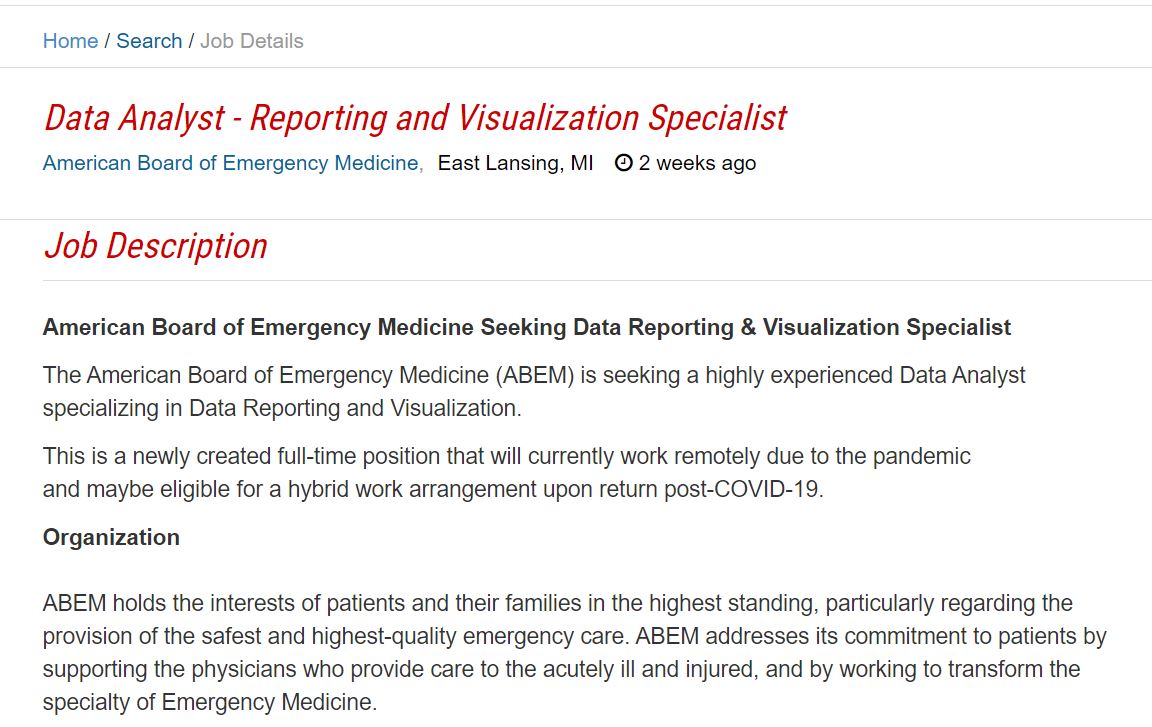 Home / Search / Job Details
Data Analyst - Reporting and Visualization Specialist
American Board of Emergency Medicine, East Lansing, MI 2 weeks ago
Job Description
American Board of Emergency Medicine Seeking Data Reporting & Visualization Specialist
The American Board of Emergency Medicine (ABEM) is seeking a highly experienced Data Analyst
specializing in Data Reporting and Visualization.
This is a newly created full-time position that will currently work remotely due to the pandemic
and maybe eligible for a hybrid work arrangement upon return post-COVID-19.
Organization
ABEM holds the interests of patients and their families in the highest standing, particularly regarding the
provision of the safest and highest-quality emergency care. ABEM addresses its commitment to patients by
supporting the physicians who provide care to the acutely ill and injured, and by working to transform the
specialty of Emergency Medicine.